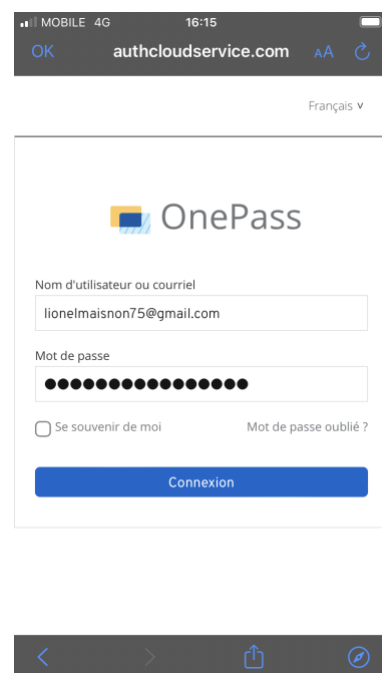 MOBILE 4G 16:15
OK authcloudservice.com AA
Français
OnePass
Nom d'utilisateur ou courriel
lionelmaisnon75@gmail.com
Mot de passe
●●●●●●●●●●●●●●●●
Se souvenir de moi Mot de passe oublié ?
Connexion